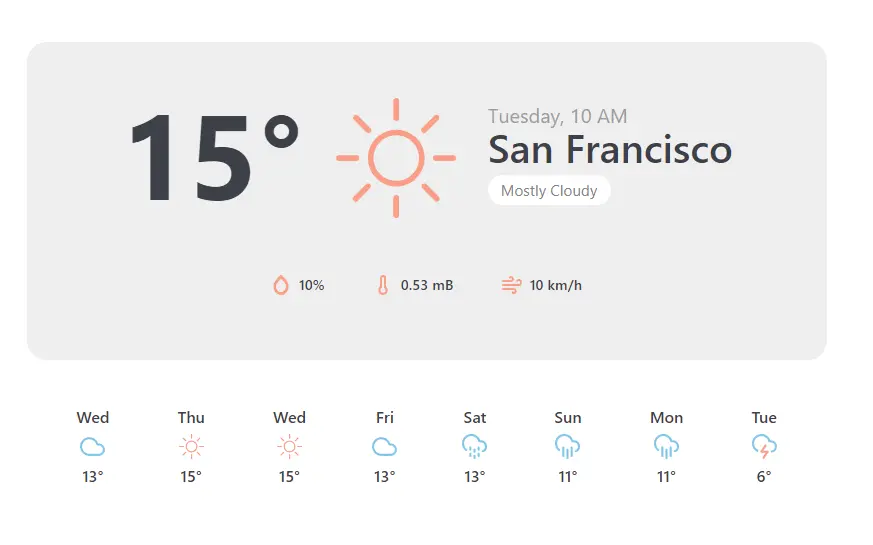 15°
Tuesday, 10 AM
San Francisco
Mostly Cloudy
10% 0.53 mB 10 km/h
Wed Thu Wed Fri Sat Sun Mon Tue
13° 15° 15° 13° 13° 11° 11° 6°